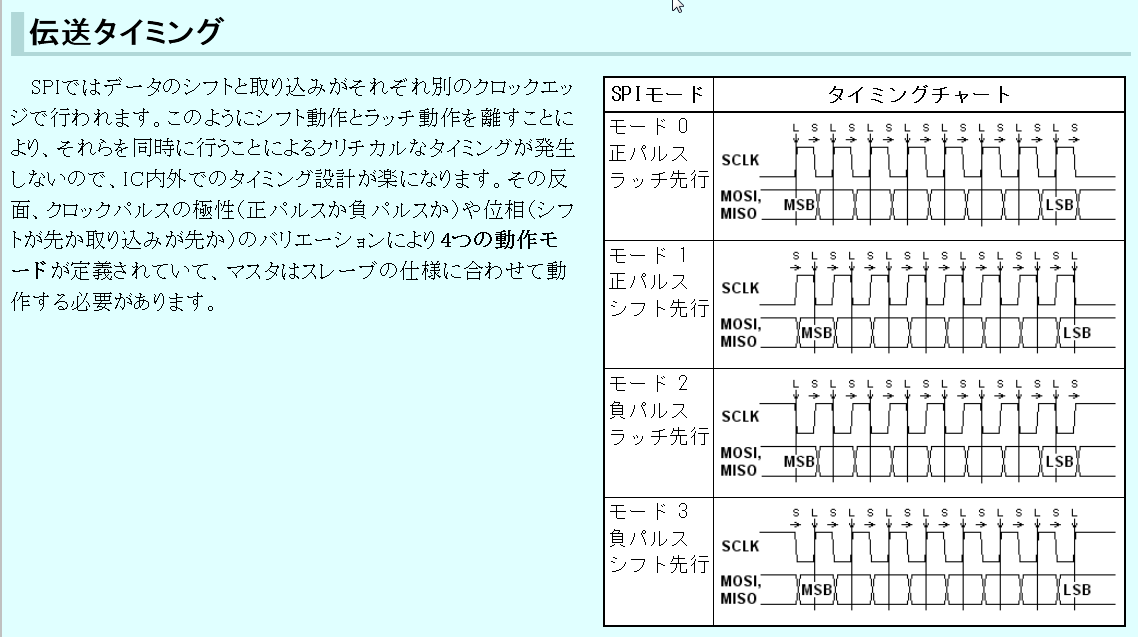 伝送タイミング
SPIではデータのシフトと取り込みがそれぞれ別のクロックエッ
ジで行われます。このようにシフト動作とラッチ動作を離すことに
より、それらを同時に行うことによるクリチカルなタイミングが発生
しないので、IC内外でのタイミング設計が楽になります。その反
面、クロックパルスの極性(正パルスか負パルスか)や位相(シフ
トが先か取り込みが先か)のバリエーションにより4つの動作モ
ードが定義されていて、マスタはスレーブの仕様に合わせて動
作する必要があります。
SPIモード タイミングチャート
モード 0
正パルス
ラッチ先行
L S L S L S L S L S L S L S L S
SCLK
MOSI,
MISO
MSB LSB
モード 1
正パルス
シフト先行
S L S L S L S L S L S L S L S L
SCLK
MOSI,
MISO
MSB LSB
モード 2
負パルス
ラッチ先行
L S L S L S L S L S L S L S L S
SCLK
MOSI,
MISO
MSB LSB
モード 3
負パルス
シフト先行
S L S L S L S L S L S L S L S L
SCLK
MOSI,
MISO
MSB LSB